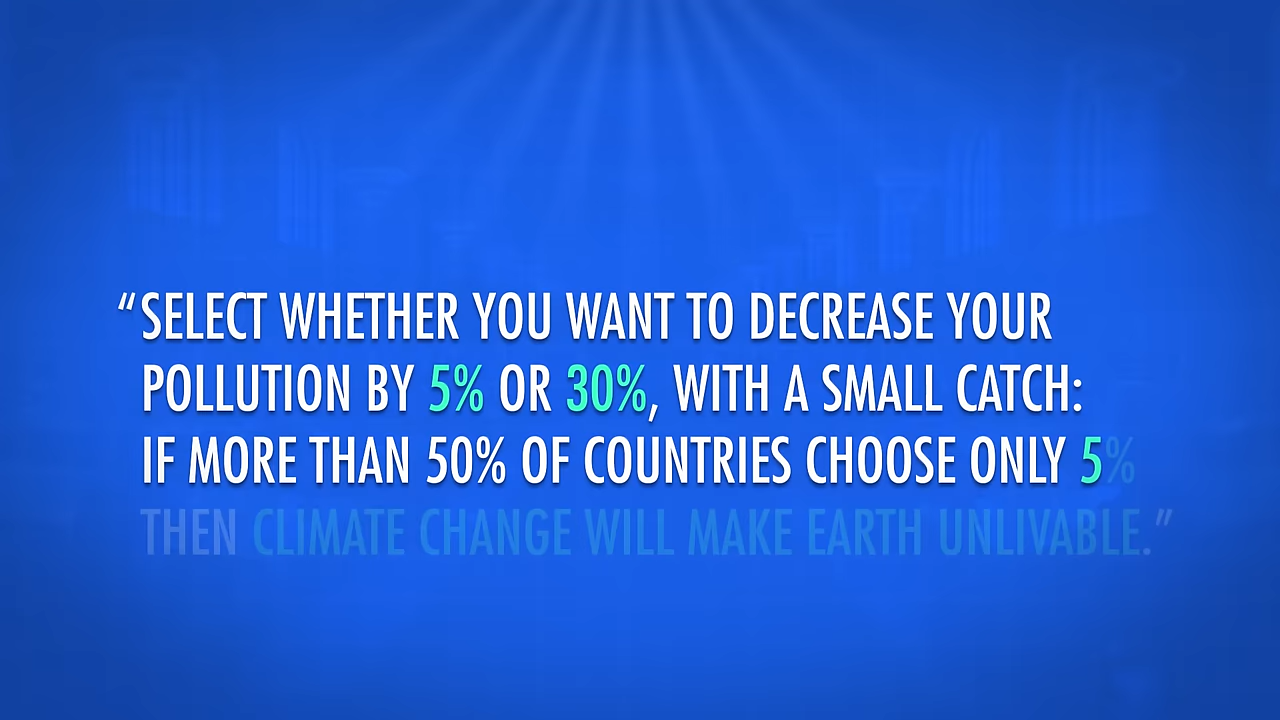 “SELECT WHETHER YOU WANT TO DECREASE YOUR
POLLUTION BY 5% OR 30%, WITH A SMALL CATCH:
IF MORE THAN 50% OF COUNTRIES CHOOSE ONLY 5%
THEN CLIMATE CHANGE WILL MAKE EARTH UNLIVABLE.”